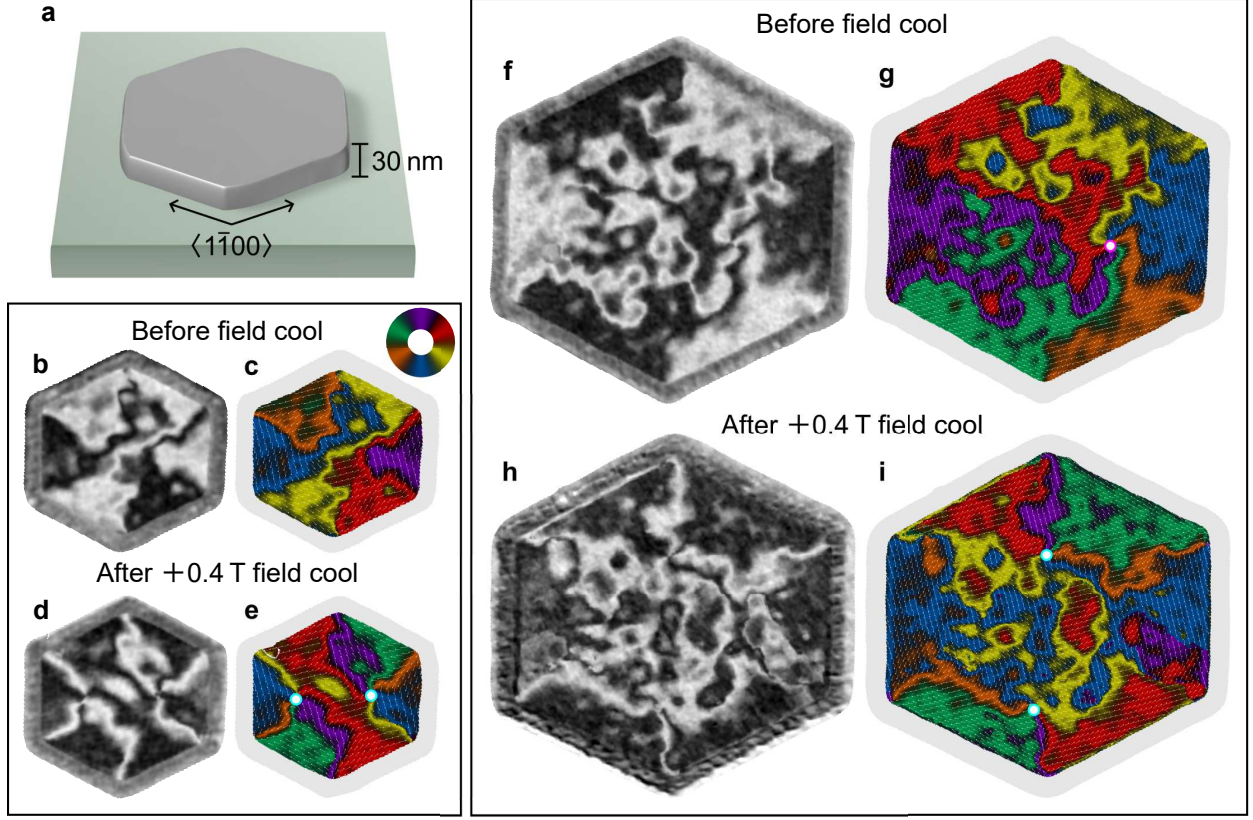 a
30 nm
⟨11̄00⟩
Before field cool
b
c
After +0.4 T field cool
d
e
Before field cool
f
g
After +0.4 T field cool
h
i